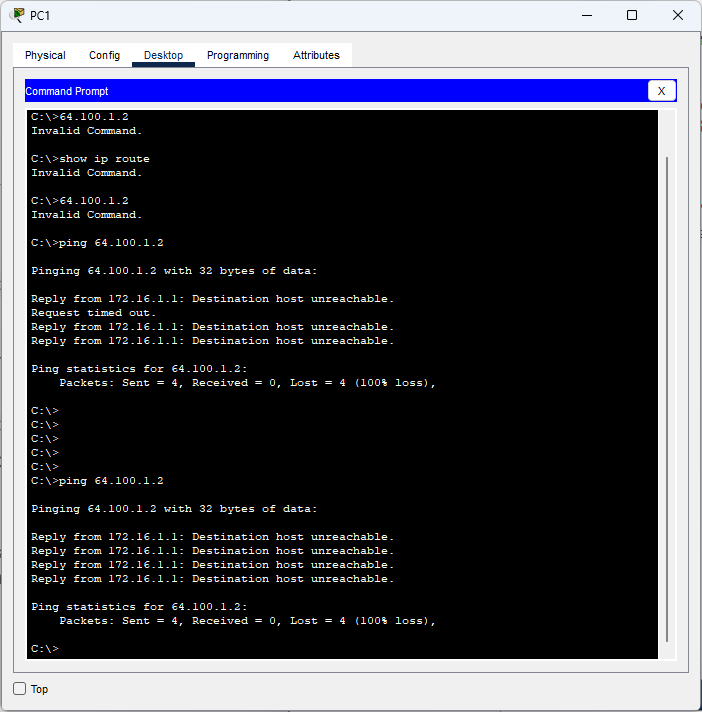 PC1
Physical Config Desktop Programming Attributes
Command Prompt X
C:\>64.100.1.2
Invalid Command.
C:\>show ip route
Invalid Command.
C:\>64.100.1.2
Invalid Command.
C:\>ping 64.100.1.2
Pinging 64.100.1.2 with 32 bytes of data:
Reply from 172.16.1.1: Destination host unreachable.
Request timed out.
Reply from 172.16.1.1: Destination host unreachable.
Reply from 172.16.1.1: Destination host unreachable.
Ping statistics for 64.100.1.2:
    Packets: Sent = 4, Received = 0, Lost = 4 (100% loss),
C:\>
C:\>
C:\>
C:\>
C:\>
C:\>ping 64.100.1.2
Pinging 64.100.1.2 with 32 bytes of data:
Reply from 172.16.1.1: Destination host unreachable.
Reply from 172.16.1.1: Destination host unreachable.
Reply from 172.16.1.1: Destination host unreachable.
Reply from 172.16.1.1: Destination host unreachable.
Ping statistics for 64.100.1.2:
    Packets: Sent = 4, Received = 0, Lost = 4 (100% loss),
C:\>
Top